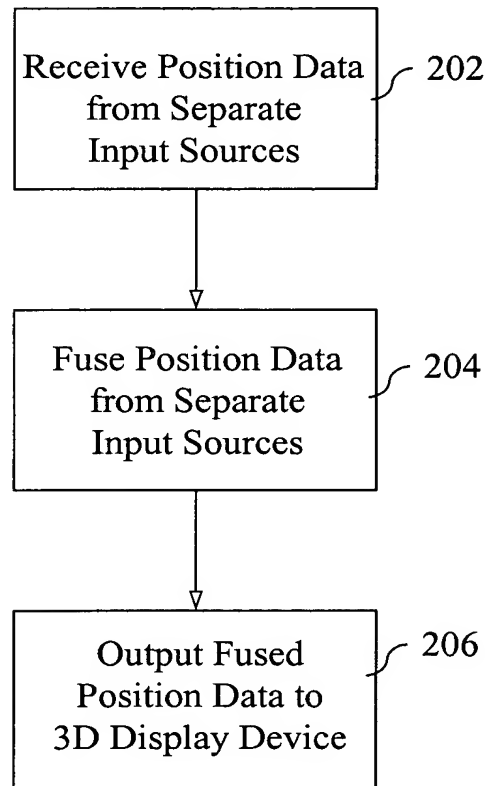 Receive Position Data
from Separate
Input Sources
202
Fuse Position Data
from Separate
Input Sources
204
Output Fused
Position Data to
3D Display Device
206